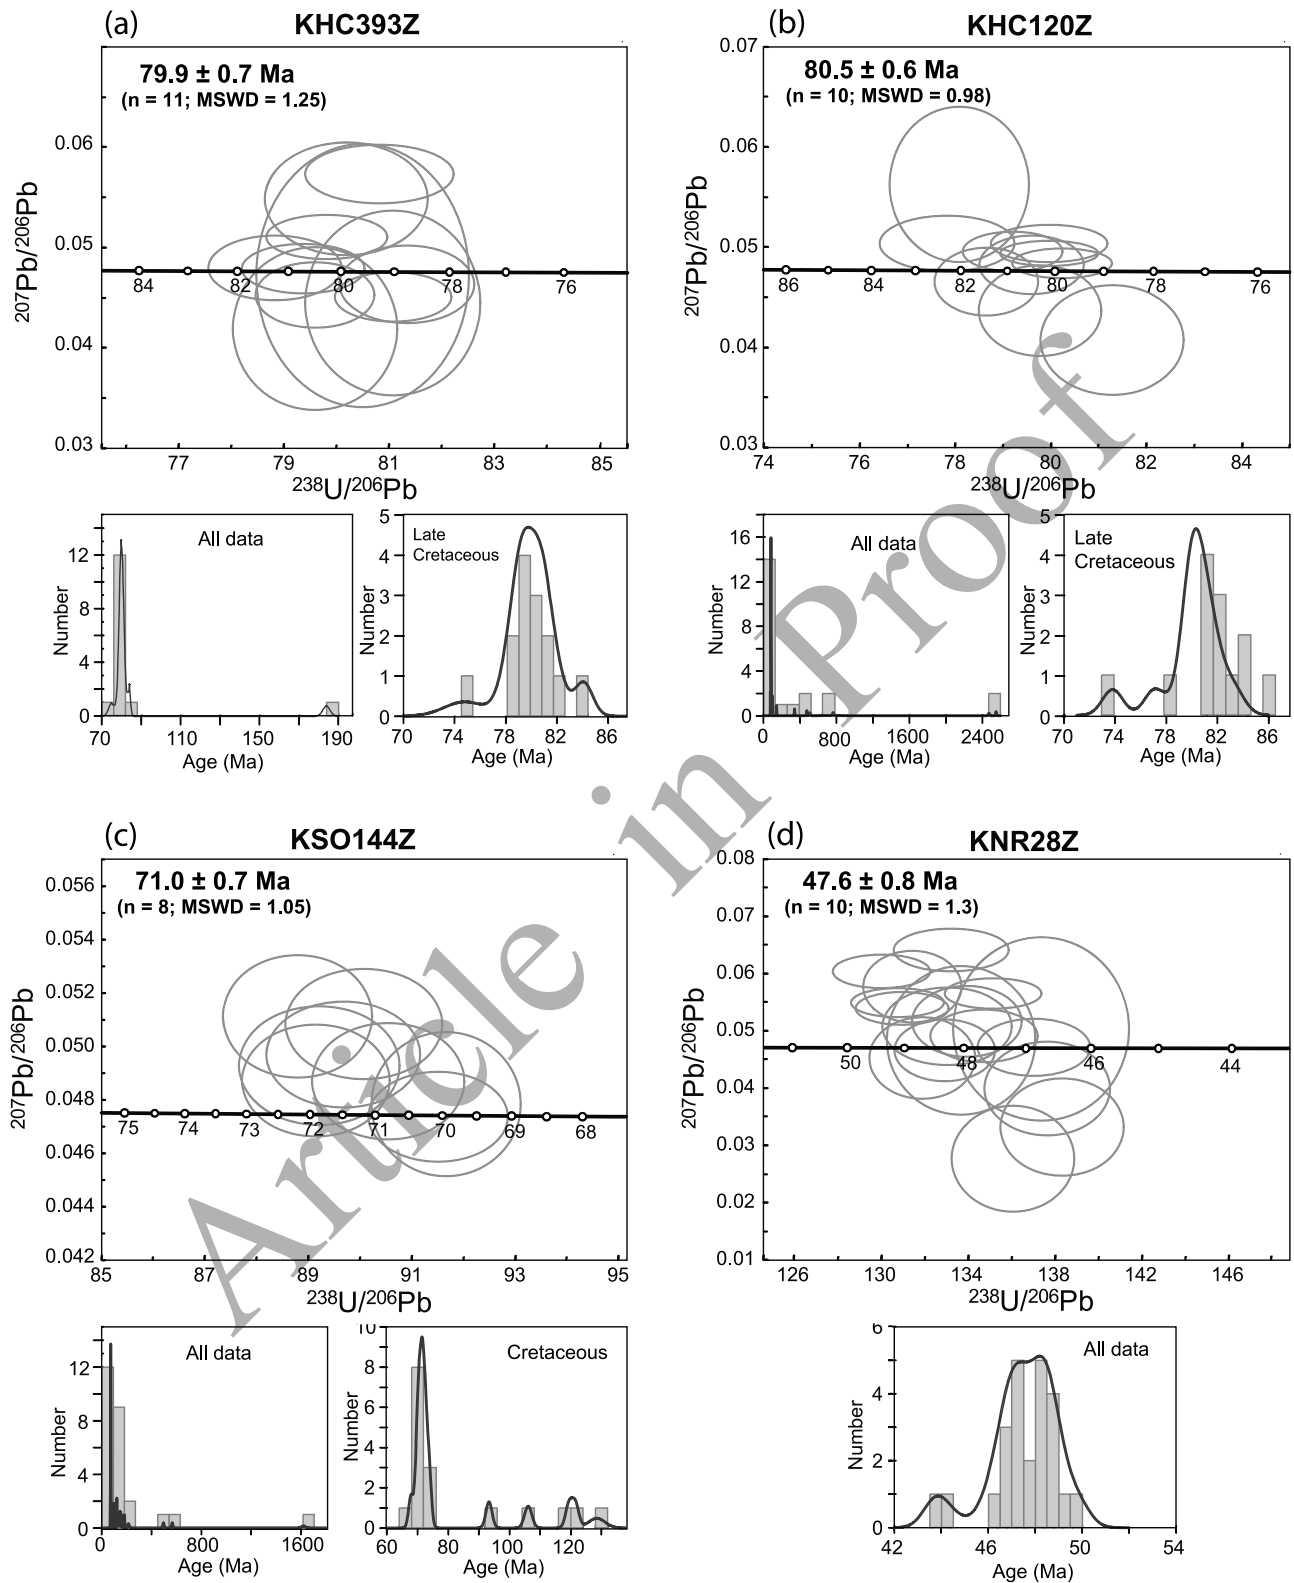 (a) KHC393Z
79.9 ± 0.7 Ma
(n = 11; MSWD = 1.25)
0.06
0.05
0.04
0.03
207Pb/206Pb
84 82 80 78 76
77 79 81 83 85
238U/206Pb
All data
12
8
4
0
Number
70 110 150 190
Age (Ma)
Late
Cretaceous
5
4
3
2
1
0
Number
70 74 78 82 86
Age (Ma)
(b) KHC120Z
80.5 ± 0.6 Ma
(n = 10; MSWD = 0.98)
0.07
0.06
0.05
0.04
0.03
207Pb/206Pb
86 84 82 80 78 76
74 76 78 80 82 84
238U/206Pb
All data
16
12
8
4
0
Number
0 800 1600 2400
Age (Ma)
Late
Cretaceous
5
4
3
2
1
0
Number
70 74 78 82 86
Age (Ma)
(c) KSO144Z
71.0 ± 0.7 Ma
(n = 8; MSWD = 1.05)
0.056
0.054
0.052
0.050
0.048
0.046
0.044
0.042
207Pb/206Pb
75 74 73 72 71 70 69 68
85 87 89 91 93 95
238U/206Pb
All data
12
8
4
0
Number
0 800 1600
Age (Ma)
Cretaceous
10
8
6
4
2
0
Number
60 80 100 120
Age (Ma)
(d) KNR28Z
47.6 ± 0.8 Ma
(n = 10; MSWD = 1.3)
0.08
0.07
0.06
0.05
0.04
0.03
0.02
0.01
207Pb/206Pb
50 48 46 44
126 130 134 138 142 146
238U/206Pb
All data
6
4
2
0
Number
42 46 50 54
Age (Ma)
Article in Proof